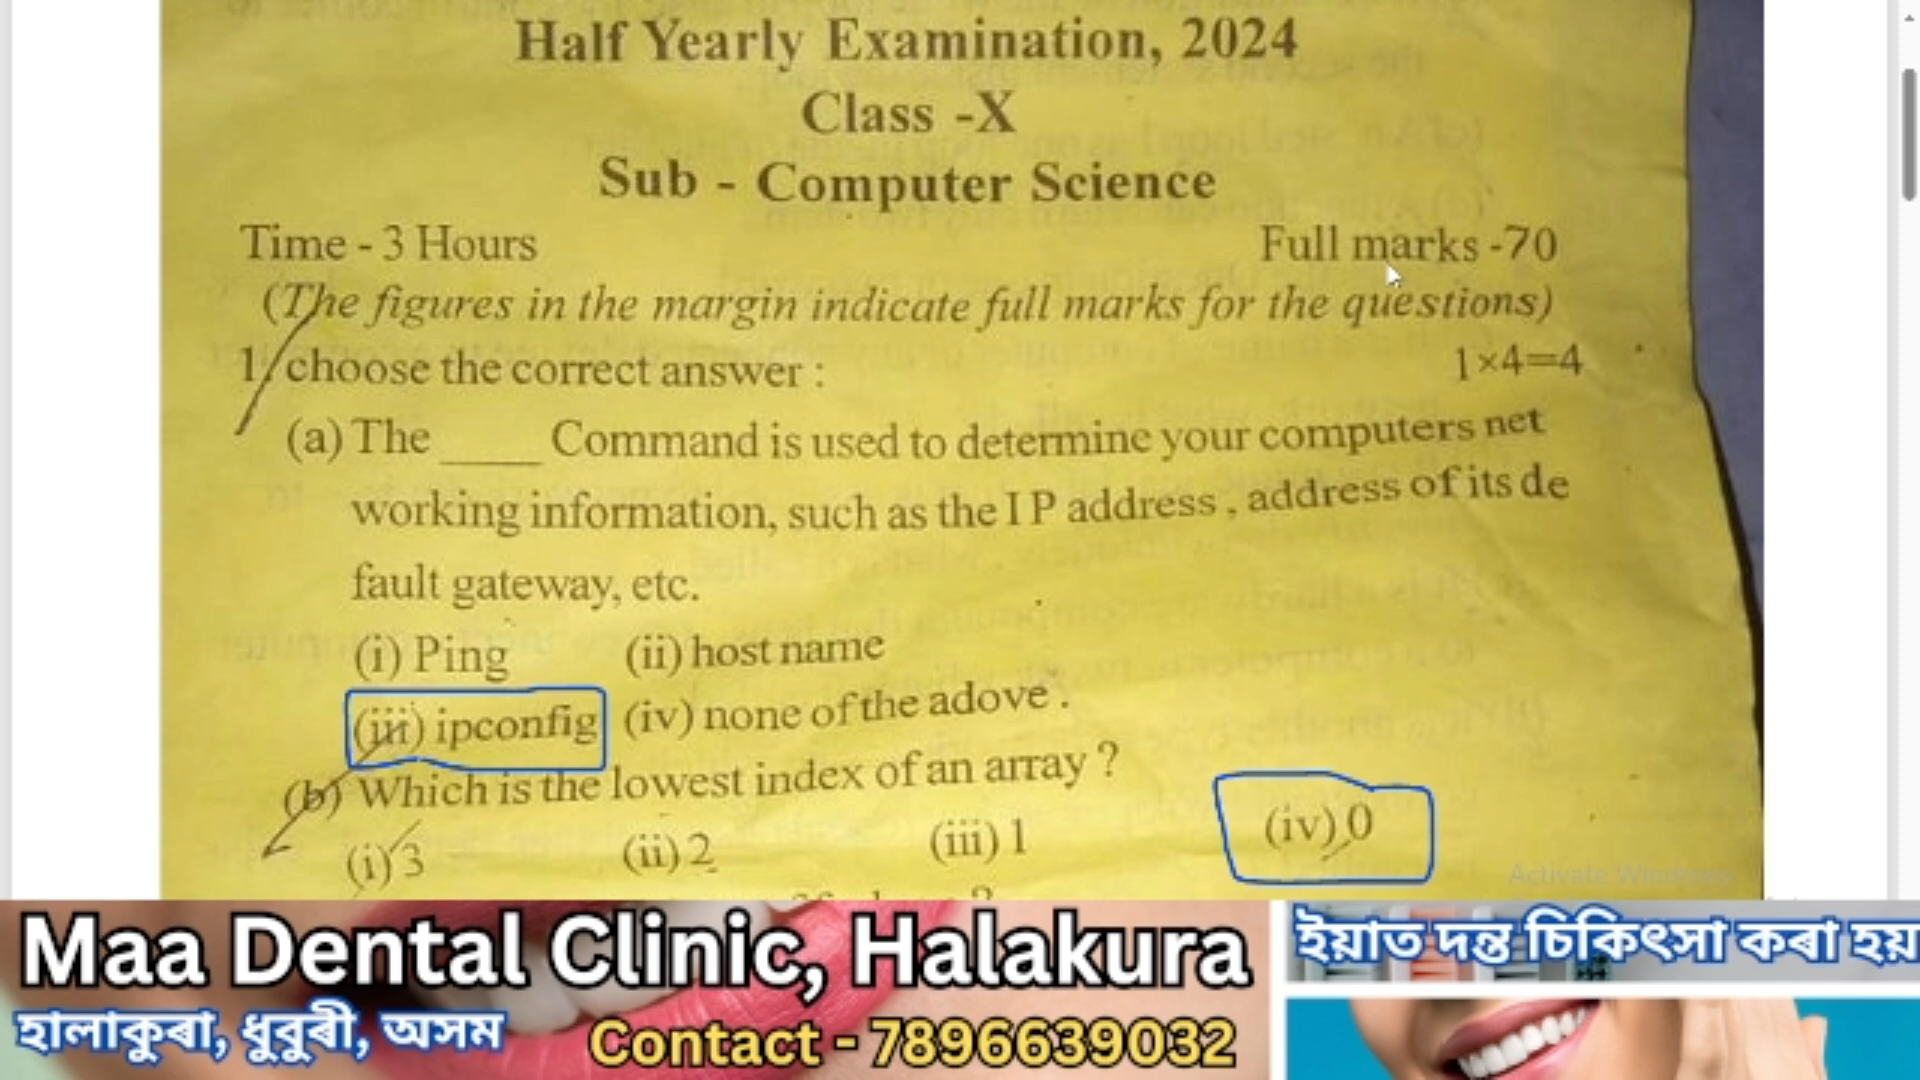 Half Yearly Examination, 2024
Class -X
Sub - Computer Science
Time - 3 Hours Full marks -70
(The figures in the margin indicate full marks for the questions)
1. choose the correct answer : 1×4=4
(a) The ____ Command is used to determine your computers net
working information, such as the I P address , address of its de
fault gateway, etc.
(i) Ping (ii) host name
(iii) ipconfig (iv) none of the adove .
(b) Which is the lowest index of an array ?
(i) 3 (ii) 2 (iii) 1 (iv) 0
Activate Windows
Maa Dental Clinic, Halakura
হালাকুৰা, ধুবুৰী, অসম
Contact - 7896639032
ইয়াত দন্ত চিকিৎসা কৰা হয়